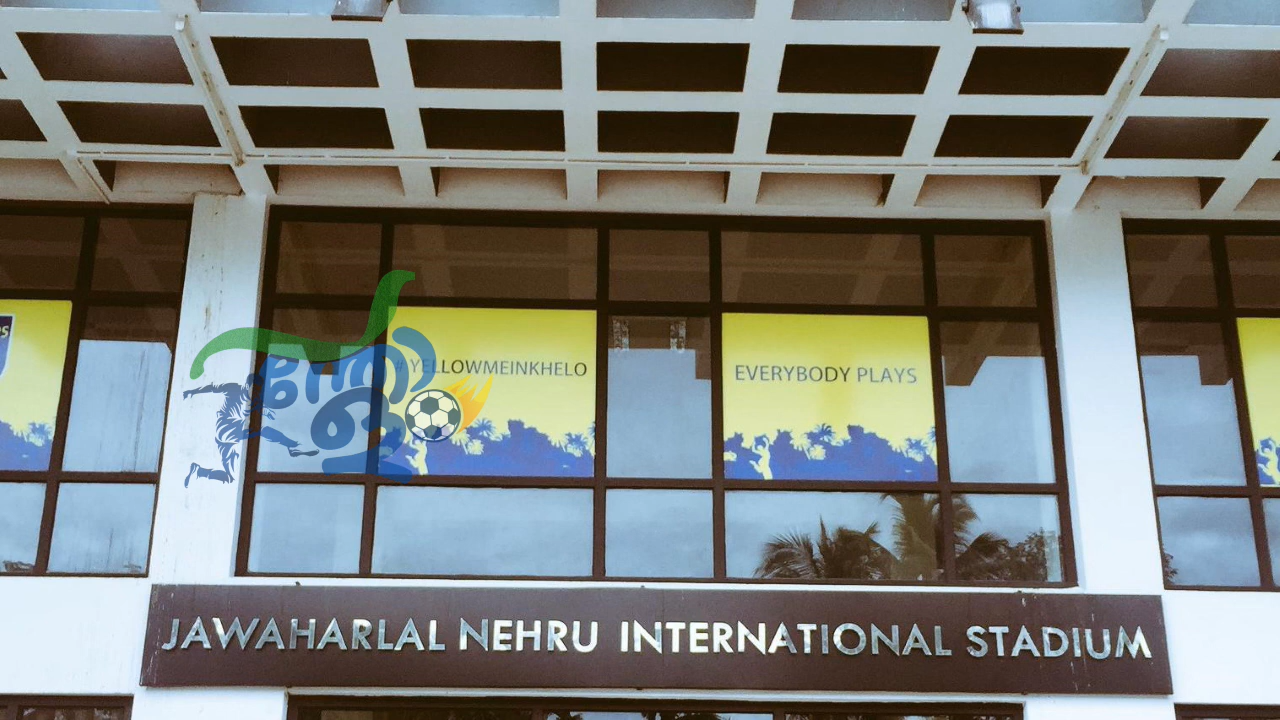 #YELLOWMEINKHELO
EVERYBODY PLAYS
JAWAHARLAL NEHRU INTERNATIONAL STADIUM